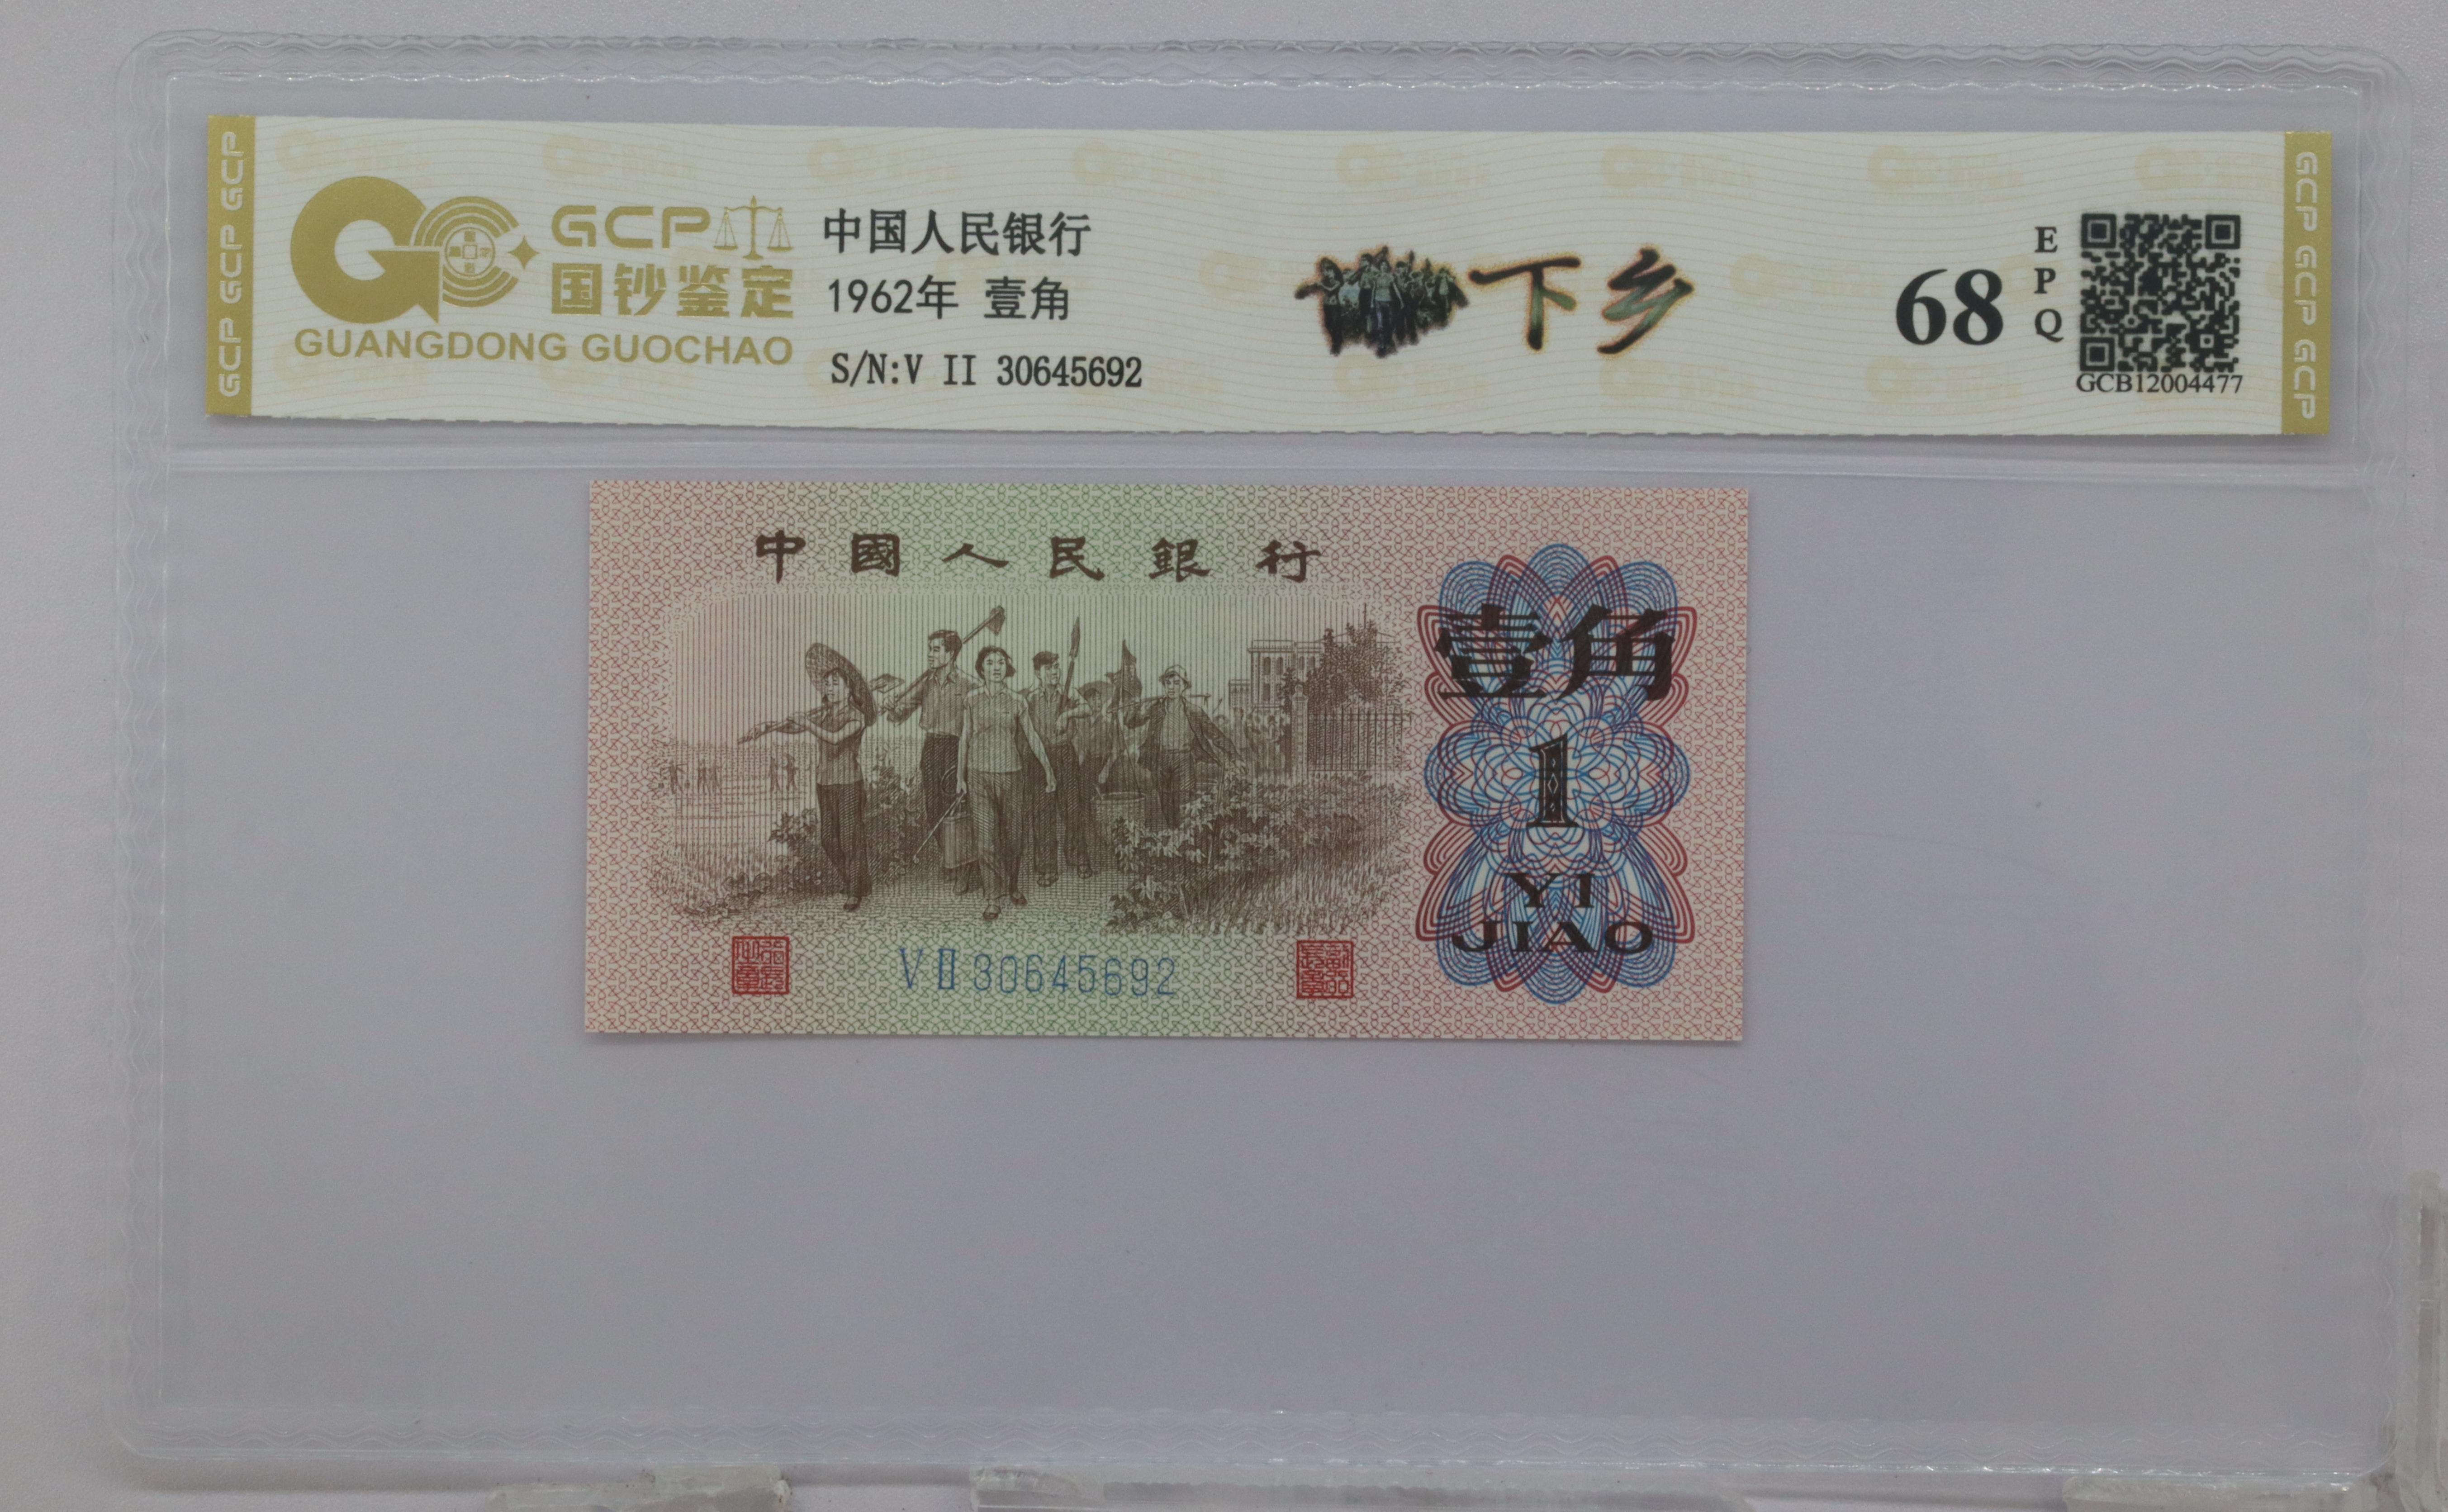 GCP GCP GCP
GCP
国钞鉴定
GUANGDONG GUOCHAO
中国人民银行
1962年 壹角
S/N:V II 30645692
下乡
68
E
P
Q
GCB12004477
GCP GCP GCP
中國人民銀行
壹角
1
YI
JIAO
V II 30645692